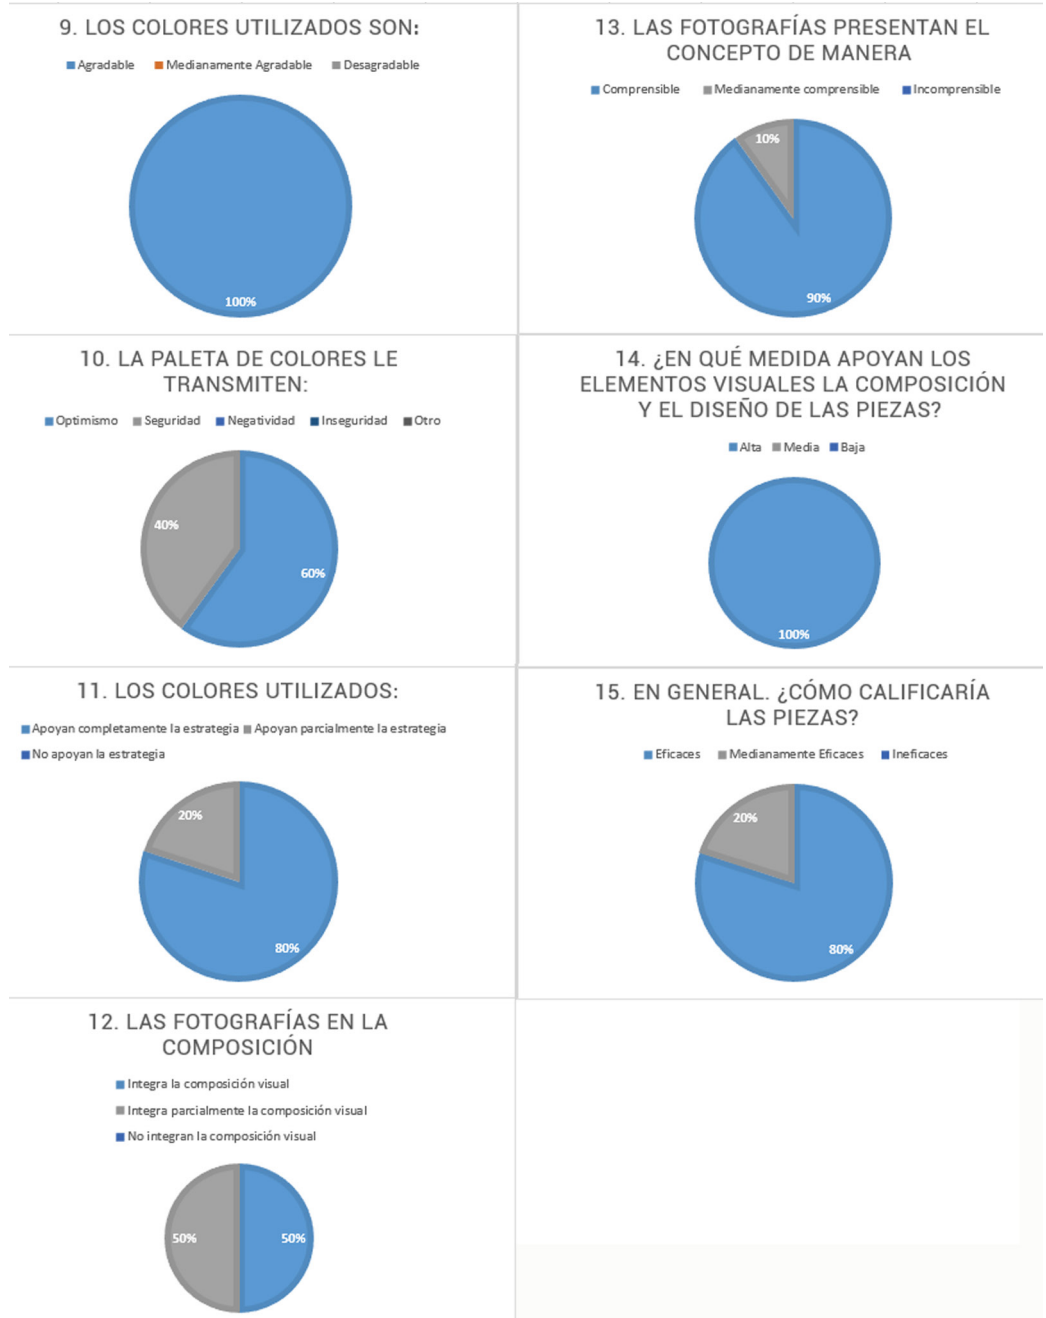 9. LOS COLORES UTILIZADOS SON:
Agradable Medianamente Agradable Desagradable
100%
10. LA PALETA DE COLORES LE
TRANSMITEN:
Optimismo Seguridad Negatividad Inseguridad Otro
40%
60%
11. LOS COLORES UTILIZADOS:
Apoyan completamente la estrategia Apoyan parcialmente la estrategia
No apoyan la estrategia
20%
80%
12. LAS FOTOGRAFÍAS EN LA
COMPOSICIÓN
Integra la composición visual
Integra parcialmente la composición visual
No integran la composición visual
50% 50%
13. LAS FOTOGRAFÍAS PRESENTAN EL
CONCEPTO DE MANERA
Comprensible Medianamente comprensible Incomprensible
10%
90%
14. ¿EN QUÉ MEDIDA APOYAN LOS
ELEMENTOS VISUALES LA COMPOSICIÓN
Y EL DISEÑO DE LAS PIEZAS?
Alta Media Baja
100%
15. EN GENERAL. ¿CÓMO CALIFICARÍA
LAS PIEZAS?
Eficaces Medianamente Eficaces Ineficaces
20%
80%